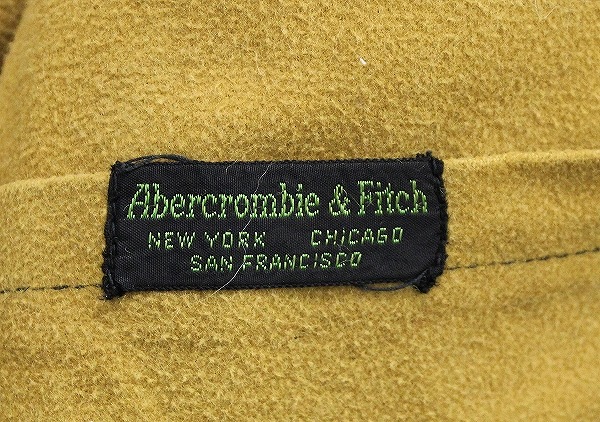 Abercrombie & Fitch
NEW YORK CHICAGO
SAN FRANCISCO